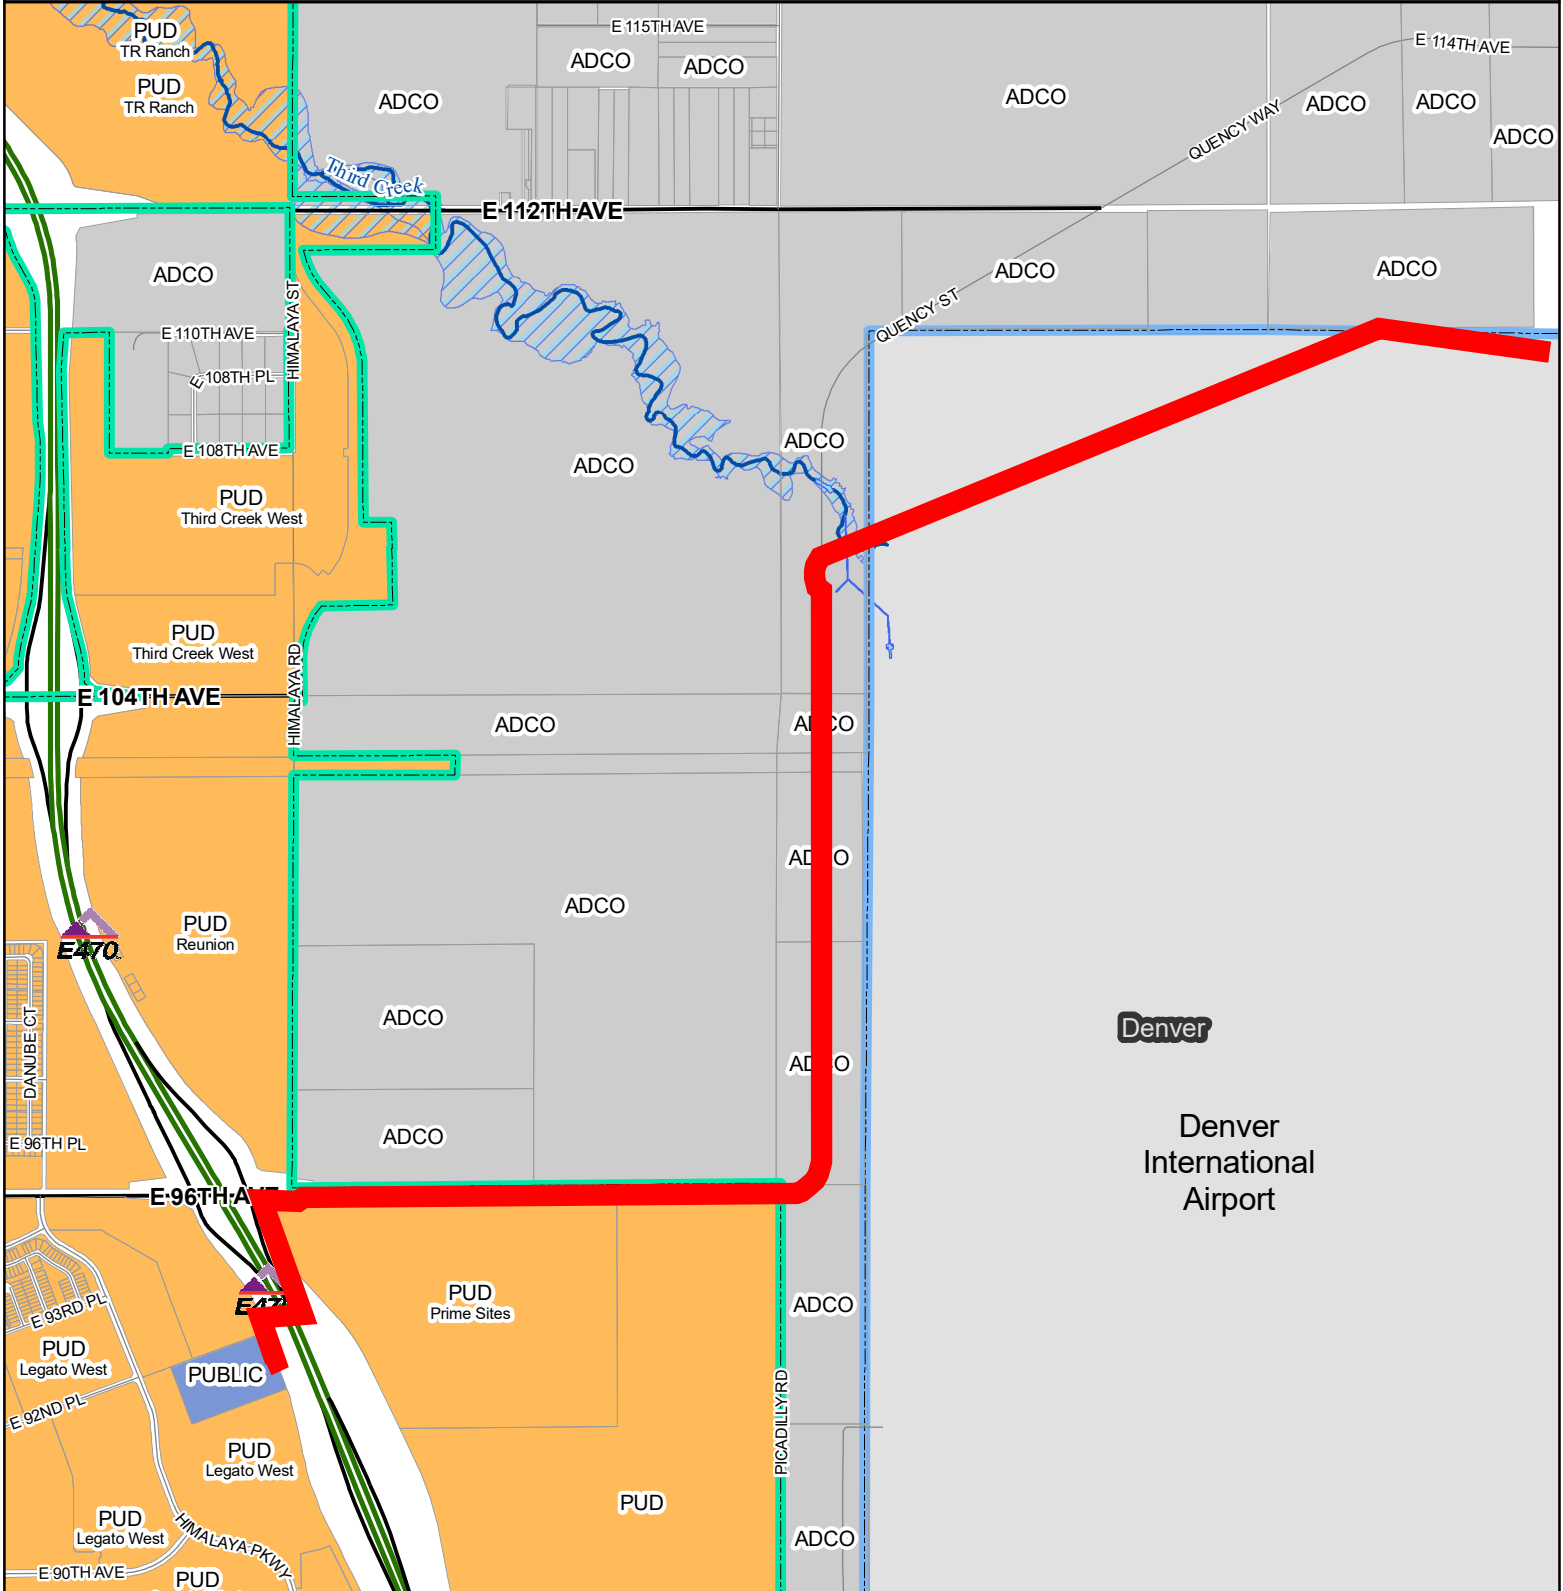 PUD
TR Ranch
PUD
TR Ranch
ADCO
E 115TH AVE
ADCO
ADCO
ADCO
E 114TH AVE
ADCO
ADCO
ADCO
QUENCY WAY
Third Creek
E 112TH AVE
ADCO
ADCO
ADCO
HIMALAYA ST
QUENCY ST
E 110TH AVE
E 108TH PL
E 108TH AVE
ADCO
ADCO
PUD
Third Creek West
PUD
Third Creek West
HIMALAYA RD
E 104TH AVE
ADCO
ADCO
ADCO
ADCO
PUD
Reunion
E470
ADCO
DANUBE CT
ADCO
Denver
Denver
International
Airport
ADCO
E 96TH PL
E 96TH AVE
PUD
Prime Sites
ADCO
E47
E 93RD PL
PUD
Legato West
PUBLIC
E 92ND PL
PICADILLY RD
PUD
Legato West
PUD
ADCO
PUD
Legato West
HIMALAYA PKWY
E 90TH AVE
PUD